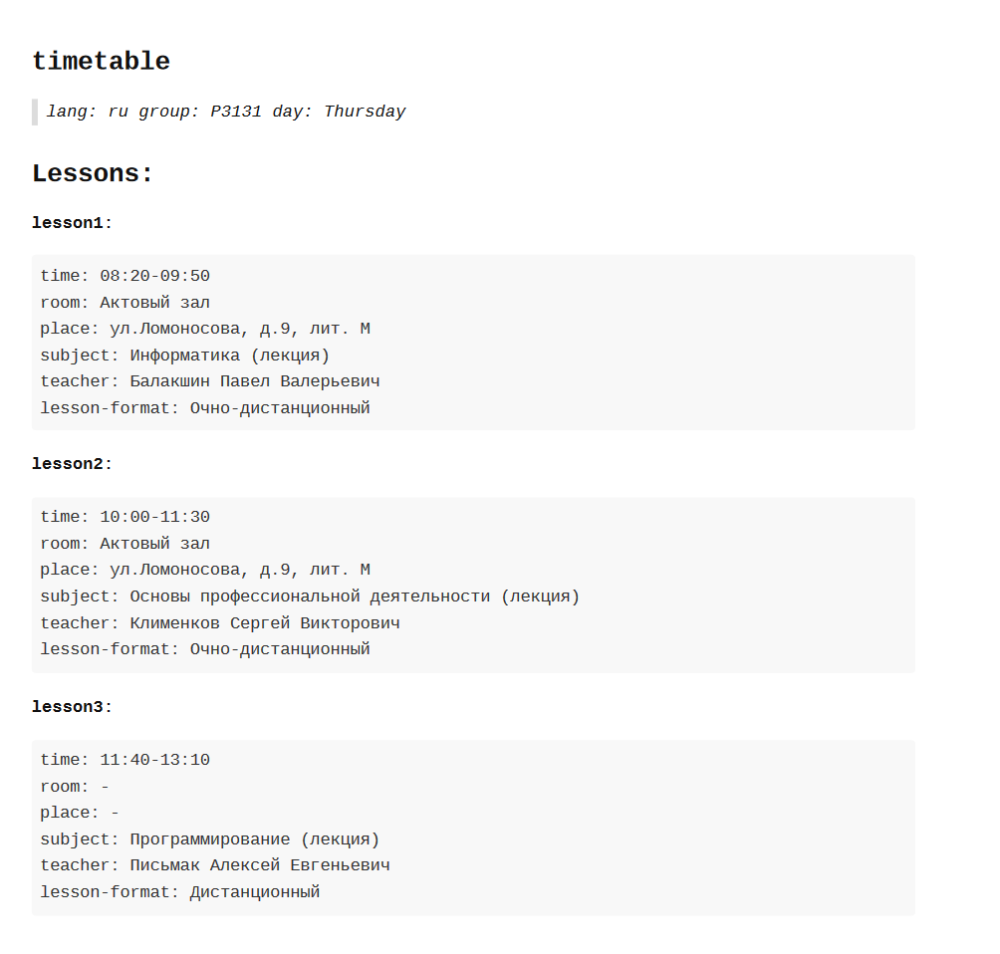 timetable
lang: ru group: P3131 day: Thursday
Lessons:
lesson1:
time: 08:20-09:50
room: Актовый зал
place: ул.Ломоносова, д.9, лит. М
subject: Информатика (лекция)
teacher: Балакшин Павел Валерьевич
lesson-format: Очно-дистанционный
lesson2:
time: 10:00-11:30
room: Актовый зал
place: ул.Ломоносова, д.9, лит. М
subject: Основы профессиональной деятельности (лекция)
teacher: Клименков Сергей Викторович
lesson-format: Очно-дистанционный
lesson3:
time: 11:40-13:10
room: -
place: -
subject: Программирование (лекция)
teacher: Письмак Алексей Евгеньевич
lesson-format: Дистанционный